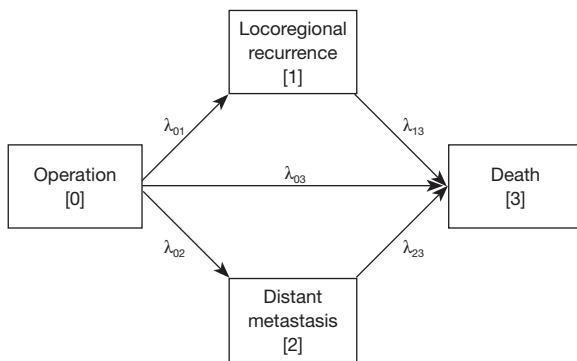 Locoregional
recurrence
[1]
λ01
λ13
Operation
[0]
λ03
Death
[3]
λ02
λ23
Distant
metastasis
[2]